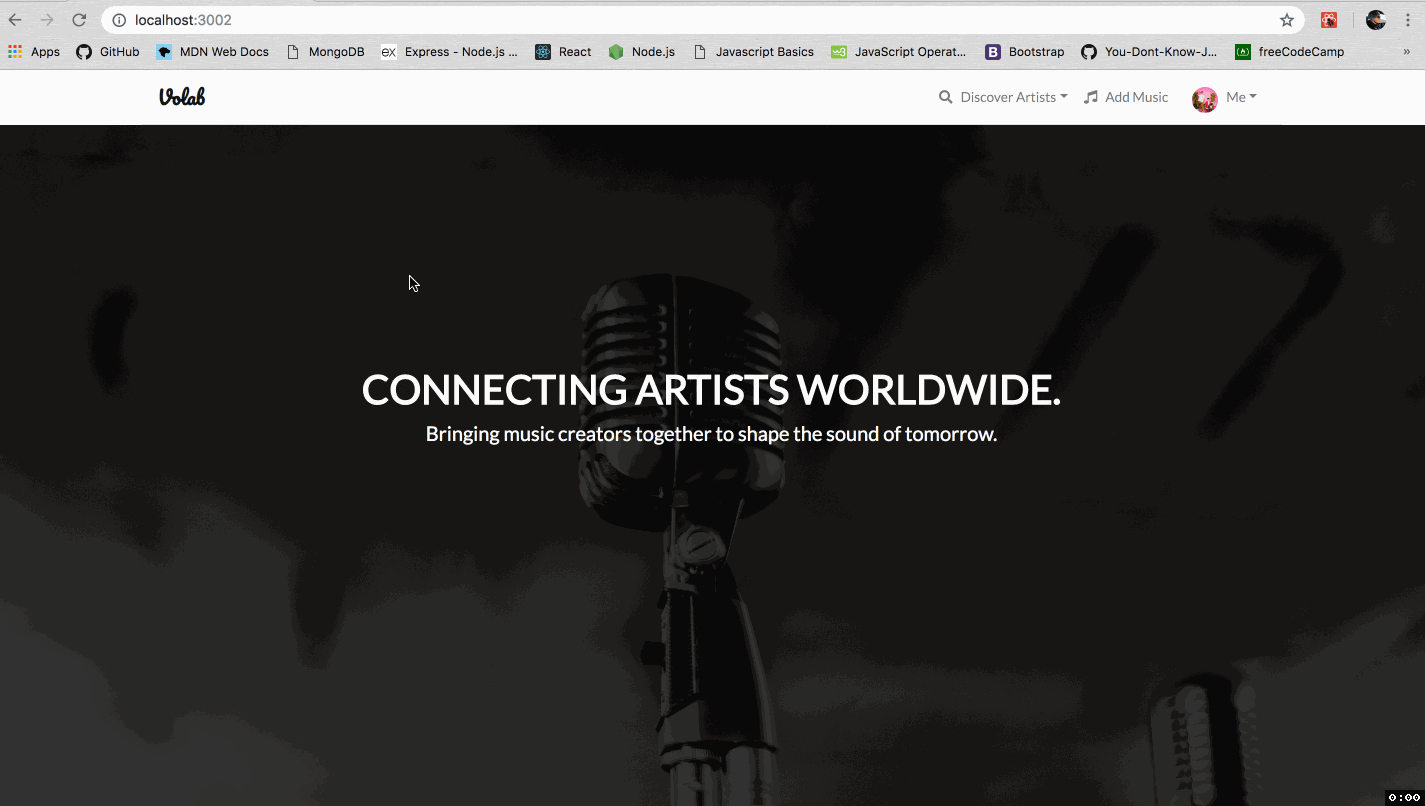 localhost:3002
Apps GitHub MDN Web Docs MongoDB EX Express - Node.js ... React Node.js Javascript Basics JavaScript Operat... B Bootstrap You-Dont-Know-J... freeCodeCamp »
Volab Discover Artists Add Music Me
CONNECTING ARTISTS WORLDWIDE.
Bringing music creators together to shape the sound of tomorrow.
0:00